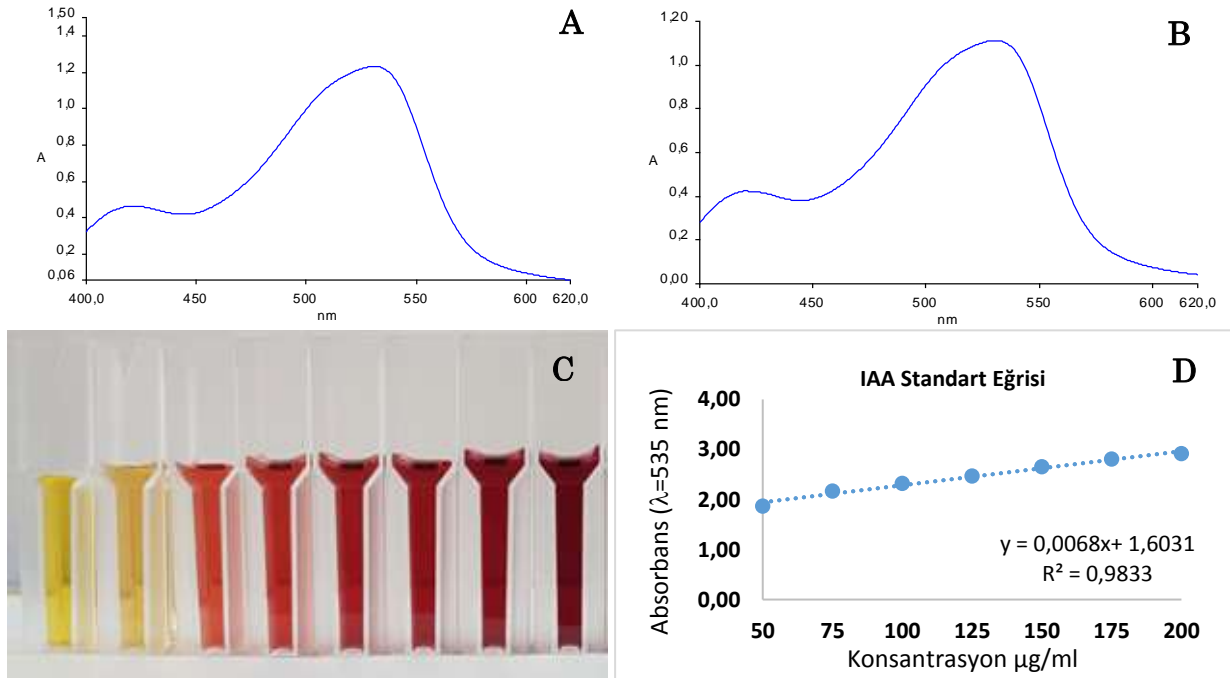 A
1,50
1,4
1,2
1,0
0,8
A
0,6
0,4
0,2
0,06
400,0 450 500 550 600 620,0
nm
B
1,20
1,0
0,8
A
0,6
0,4
0,2
0,00
400,0 450 500 550 600 620,0
nm
C
D
IAA Standart Eğrisi
Absorbans (λ=535 nm)
4,00
3,00
2,00
1,00
0,00
y = 0,0068x+ 1,6031
R² = 0,9833
50 75 100 125 150 175 200
Konsantrasyon µg/ml